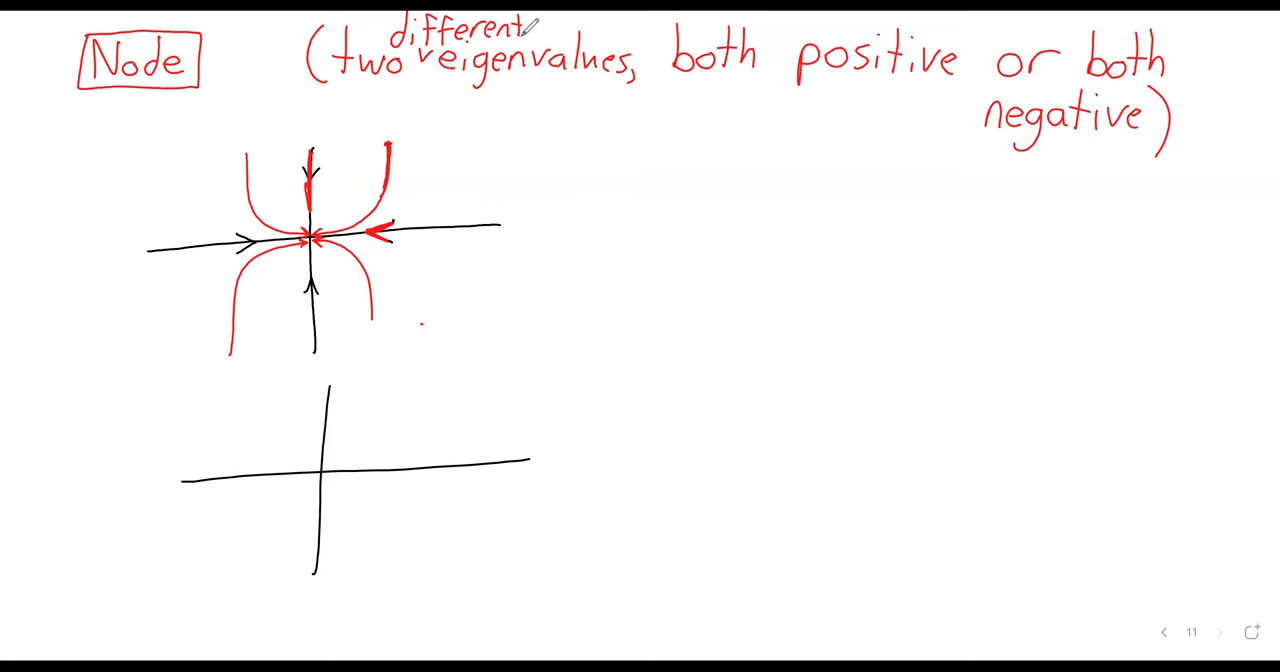 Node
different
(two eigenvalues, both positive or both
negative)
11